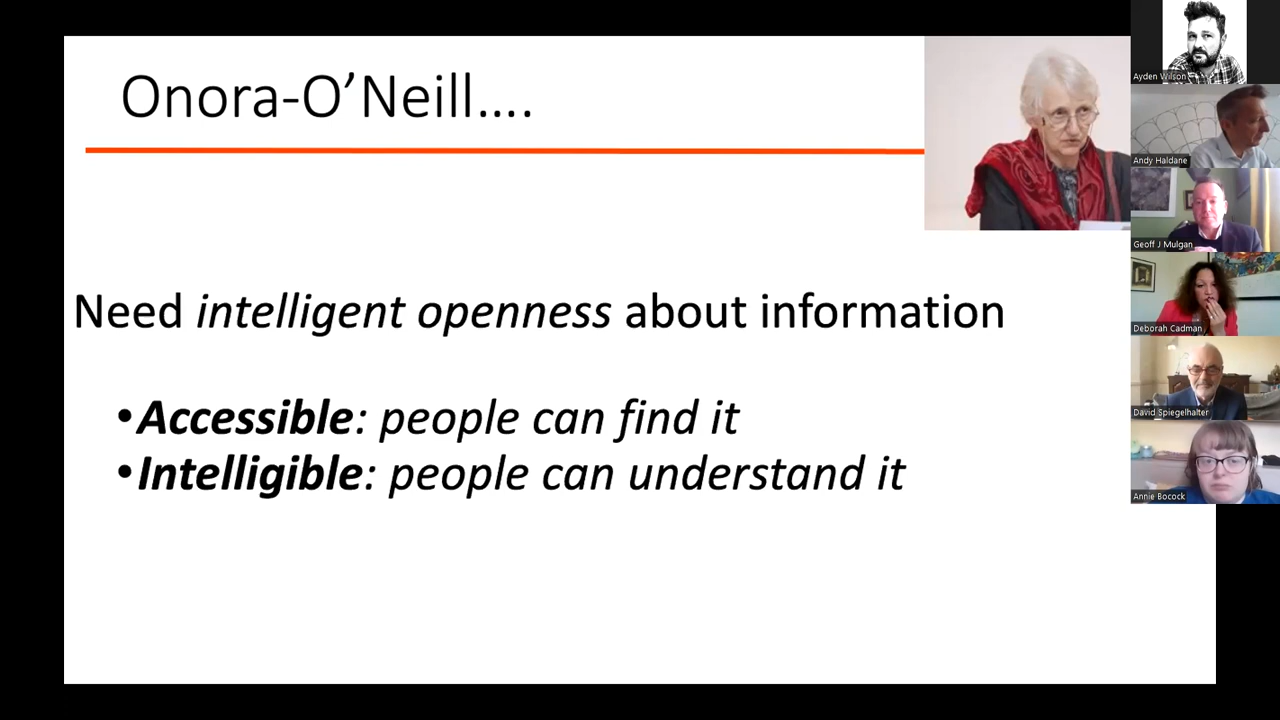 Onora-O’Neill....
Need intelligent openness about information
•Accessible: people can find it
•Intelligible: people can understand it
Ayden Wilson
Andy Haldane
Geoff J Mulgan
Deborah Cadman
David Spiegelhalter
Annie Bocock